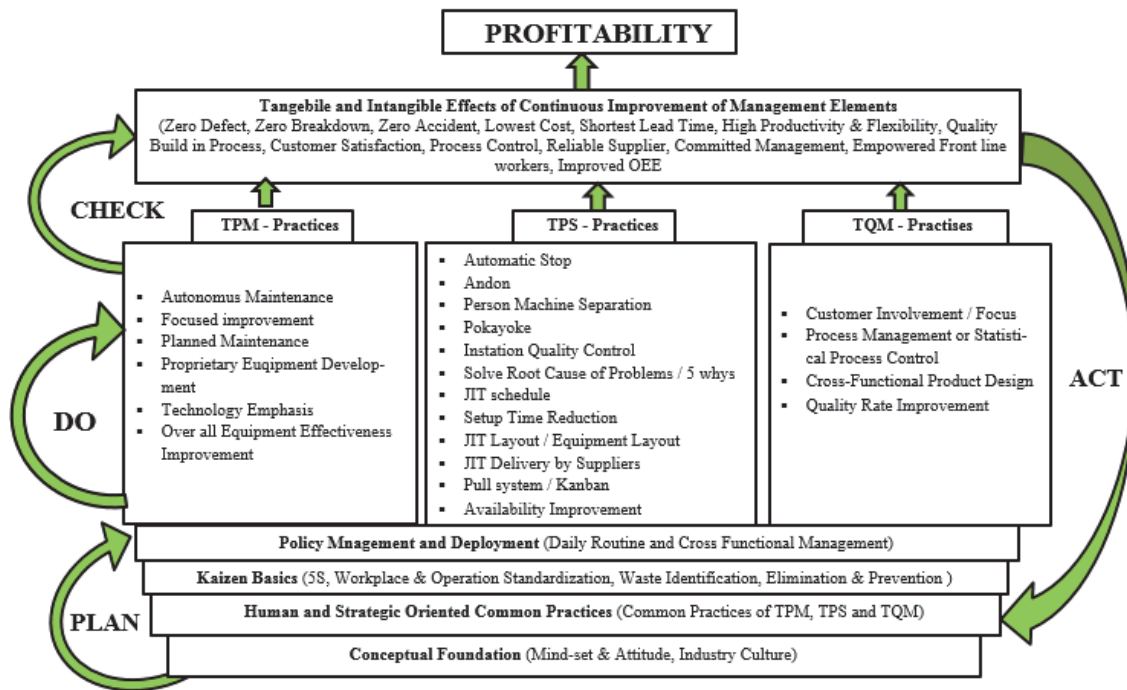 PROFITABILITY
Tangebile and Intangible Effects of Continuous Improvement of Management Elements
(Zero Defect, Zero Breakdown, Zero Accident, Lowest Cost, Shortest Lead Time, High Productivity & Flexibility, Quality
Build in Process, Customer Satisfaction, Process Control, Reliable Supplier, Committed Management, Empowered Front line
workers, Improved OEE
CHECK
TPM - Practices
▪ Autonomus Maintenance
▪ Focused improvement
▪ Planned Maintenance
▪ Proprietary Euqipment Develop-
ment
▪ Technology Emphasis
▪ Over all Equipment Effectiveness
Improvement
TPS - Practices
▪ Automatic Stop
▪ Andon
▪ Person Machine Separation
▪ Pokayoke
▪ Instation Quality Control
▪ Solve Root Cause of Problems / 5 whys
▪ JIT schedule
▪ Setup Time Reduction
▪ JIT Layout / Equipment Layout
▪ JIT Delivery by Suppliers
▪ Pull system / Kanban
▪ Availability Improvement
TQM - Practises
▪ Customer Involvement / Focus
▪ Process Management or Statisti-
cal Process Control
▪ Cross-Functional Product Design
▪ Quality Rate Improvement
ACT
DO
Policy Mnagement and Deployment (Daily Routine and Cross Functional Management)
Kaizen Basics (5S, Workplace & Operation Standardization, Waste Identification, Elimination & Prevention )
Human and Strategic Oriented Common Practices (Common Practices of TPM, TPS and TQM)
PLAN
Conceptual Foundation (Mind-set & Attitude, Industry Culture)